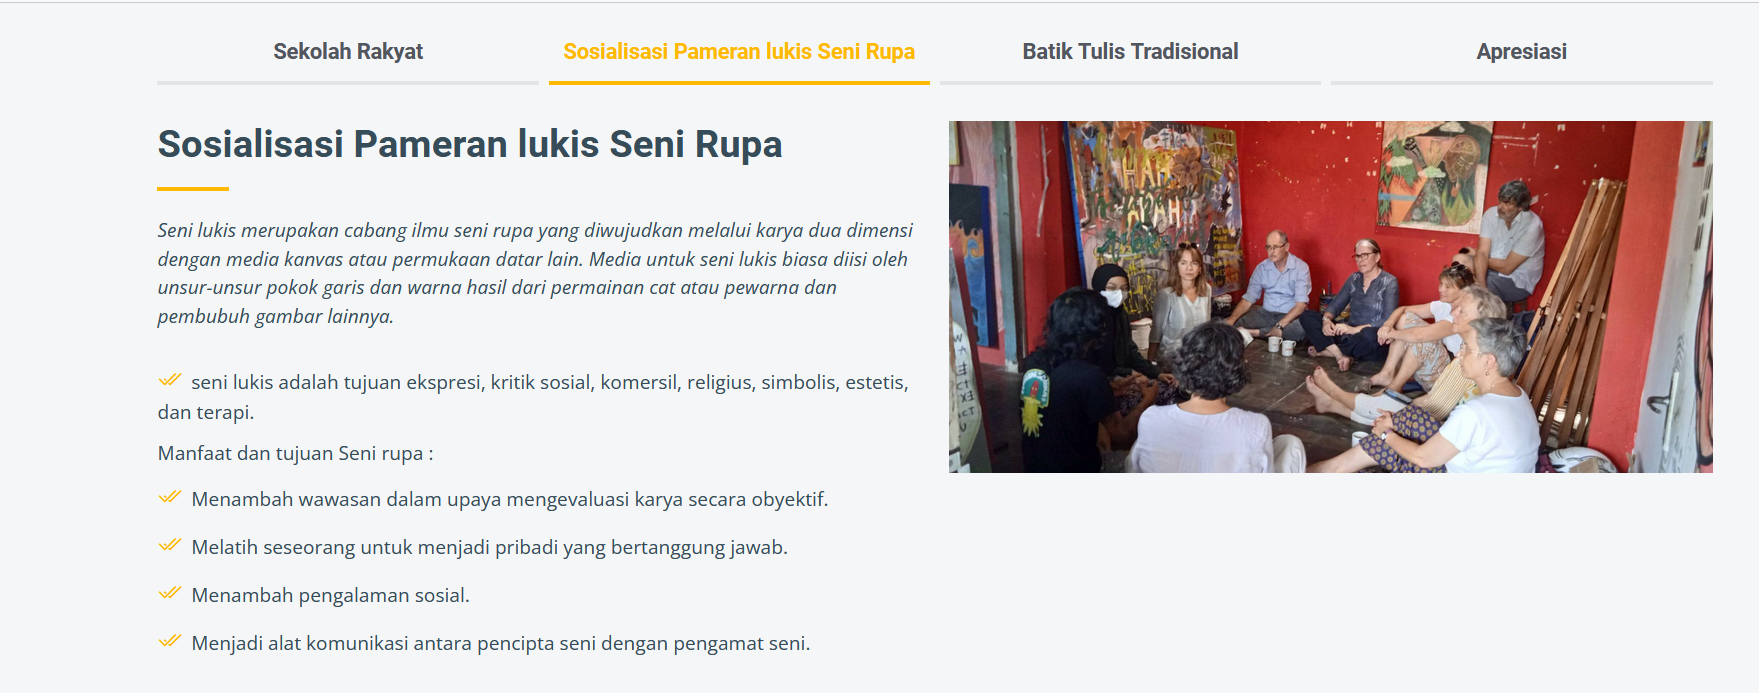 Sekolah Rakyat
Sosialisasi Pameran lukis Seni Rupa
Batik Tulis Tradisional
Apresiasi
Sosialisasi Pameran lukis Seni Rupa
Seni lukis merupakan cabang ilmu seni rupa yang diwujudkan melalui karya dua dimensi
dengan media kanvas atau permukaan datar lain. Media untuk seni lukis biasa diisi oleh
unsur-unsur pokok garis dan warna hasil dari permainan cat atau pewarna dan
pembubuh gambar lainnya.
seni lukis adalah tujuan ekspresi, kritik sosial, komersil, religius, simbolis, estetis,
dan terapi.
Manfaat dan tujuan Seni rupa :
Menambah wawasan dalam upaya mengevaluasi karya secara obyektif.
Melatih seseorang untuk menjadi pribadi yang bertanggung jawab.
Menambah pengalaman sosial.
Menjadi alat komunikasi antara pencipta seni dengan pengamat seni.